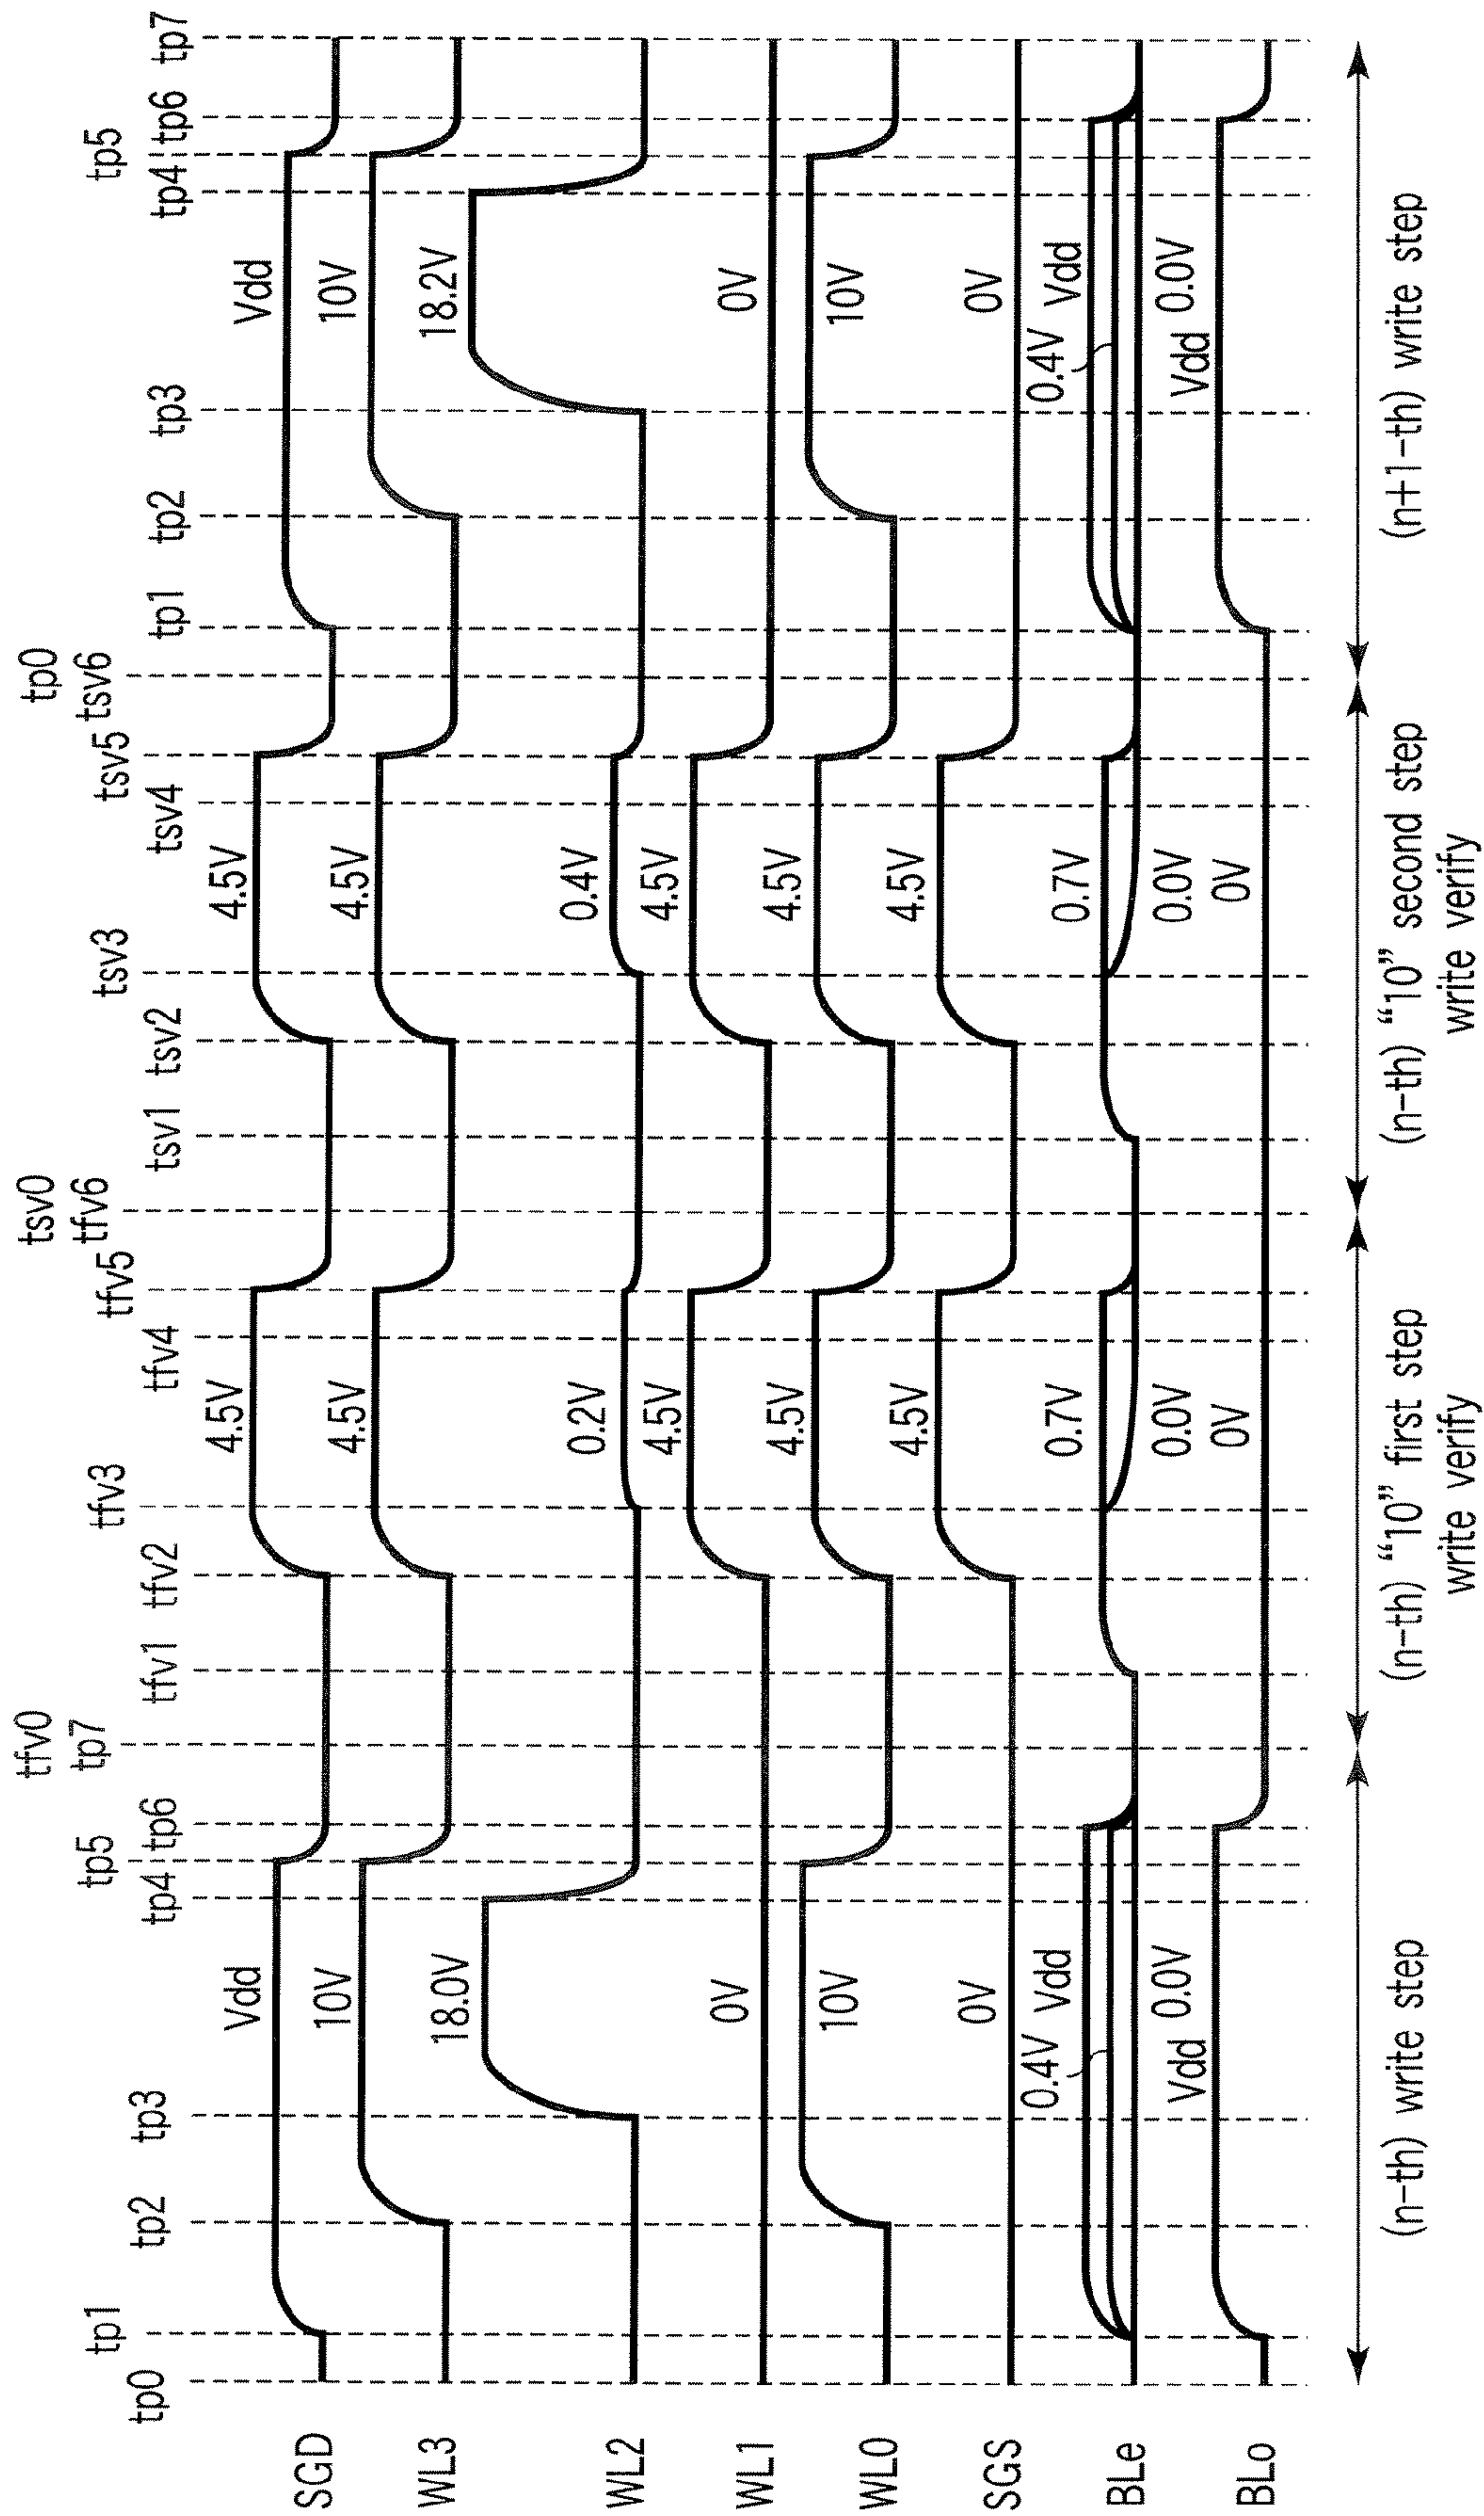 tp0
tp1
tp2
tp3
tp4
tp5
tp6
tfv0
tp7
tfv1
tfv2
tfv3
tfv4
tfv5
tsv0
tfv6
tsv1
tsv2
tsv3
tsv4
tsv5
tp0
tsv6
tp1
tp2
tp3
tp4
tp5
tp6
tp7
SGD
Vdd
4.5V
4.5V
Vdd
WL3
10V
4.5V
4.5V
10V
WL2
18.0V
0.2V
0.4V
18.2V
WL1
0V
4.5V
4.5V
0V
WL0
10V
4.5V
4.5V
10V
SGS
0V
4.5V
4.5V
0V
BLe
0.4V
Vdd
0.7V
0.7V
0.4V
Vdd
0.0V
0.0V
0.0V
0.0V
BLo
Vdd
0V
0V
Vdd
(n-th) write step
(n-th) “10” first step
write verify
(n-th) “10” second step
write verify
(n+1-th) write step